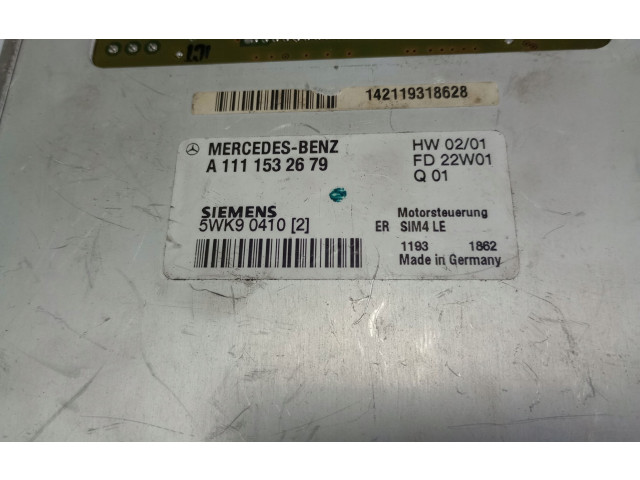 142119318628
MERCEDES-BENZ
A 111 153 26 79
HW 02/01
FD 22W01
Q 01
SIEMENS
5WK9 0410 [2]
Motorsteuerung
ER SIM4 LE
1193 1862
Made in Germany